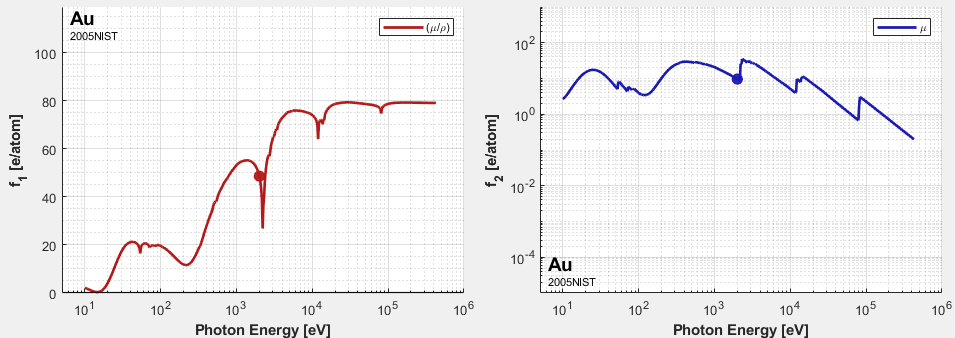 Au
2005NIST
(μ/ρ)
100
80
60
40
20
0
10^1
10^2
10^3
10^4
10^5
10^6
Photon Energy [eV]
f_1 [e/atom]
μ
10^2
10^0
10^-2
10^-4
Au
2005NIST
10^1
10^2
10^3
10^4
10^5
10^6
Photon Energy [eV]
f_2 [e/atom]